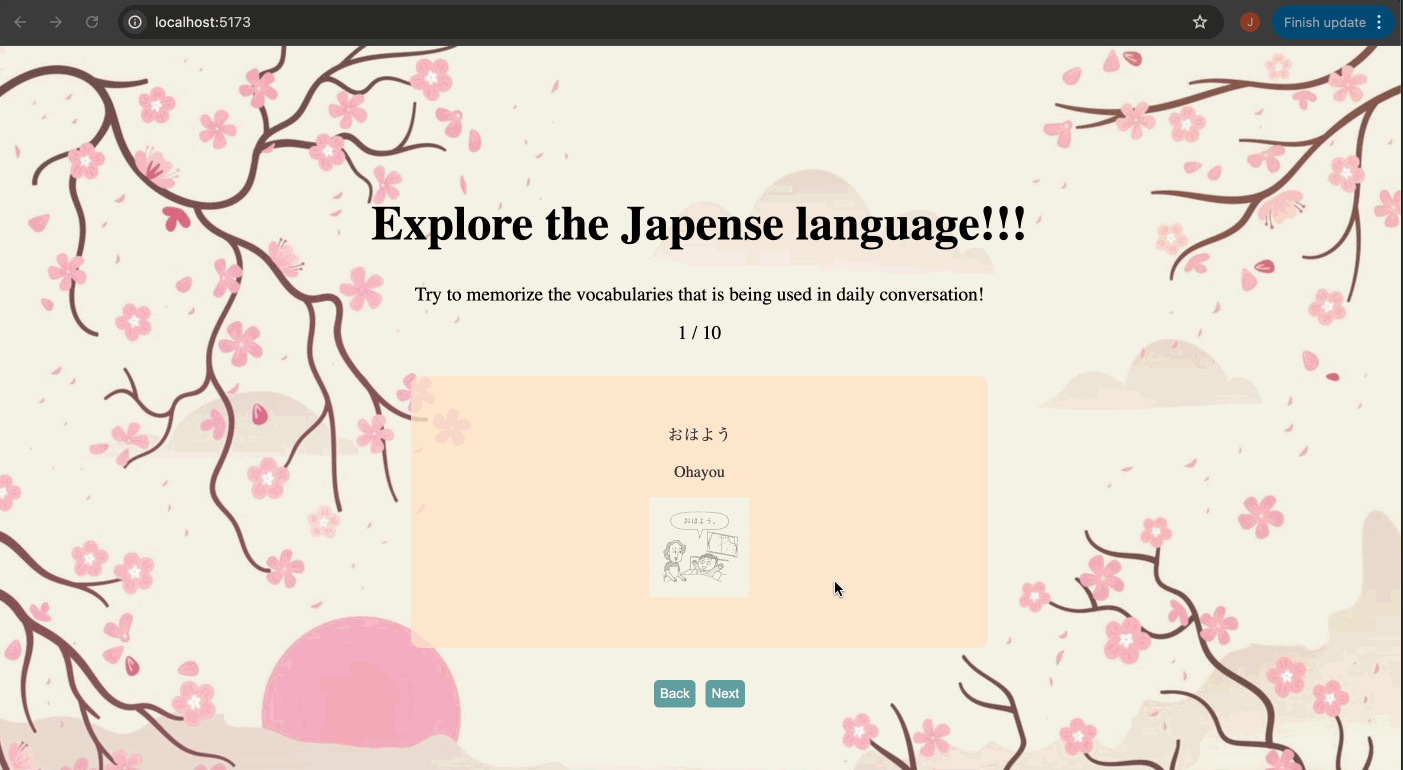 localhost:5173
J
Finish update
Explore the Japense language!!!
Try to memorize the vocabularies that is being used in daily conversation!
1 / 10
おはよう
Ohayou
おはよう。
Back
Next